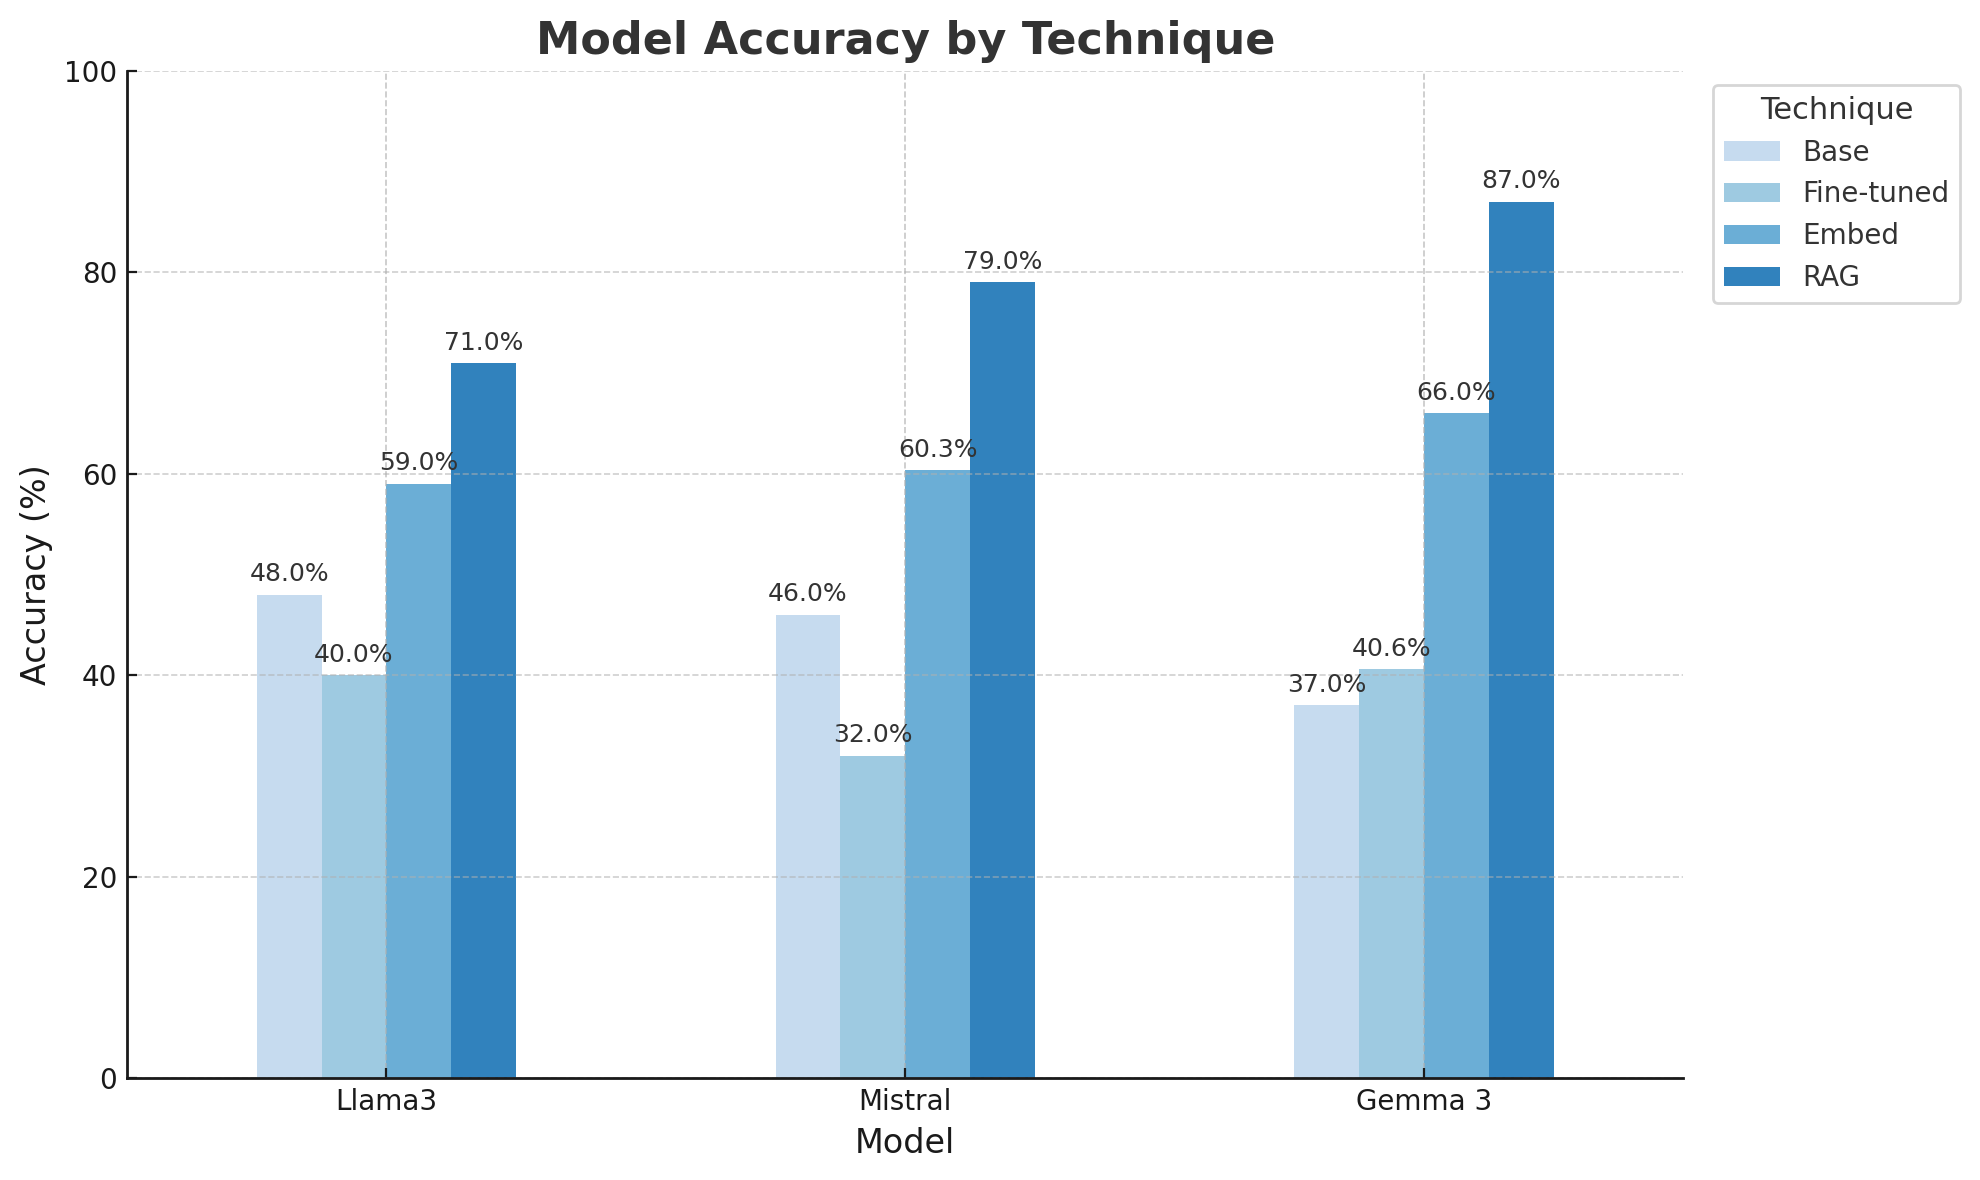 Model Accuracy by Technique
Accuracy (%)
100
80
60
40
20
0
48.0%
40.0%
59.0%
71.0%
46.0%
32.0%
60.3%
79.0%
37.0%
40.6%
66.0%
87.0%
Llama3
Mistral
Gemma 3
Model
Technique
Base
Fine-tuned
Embed
RAG